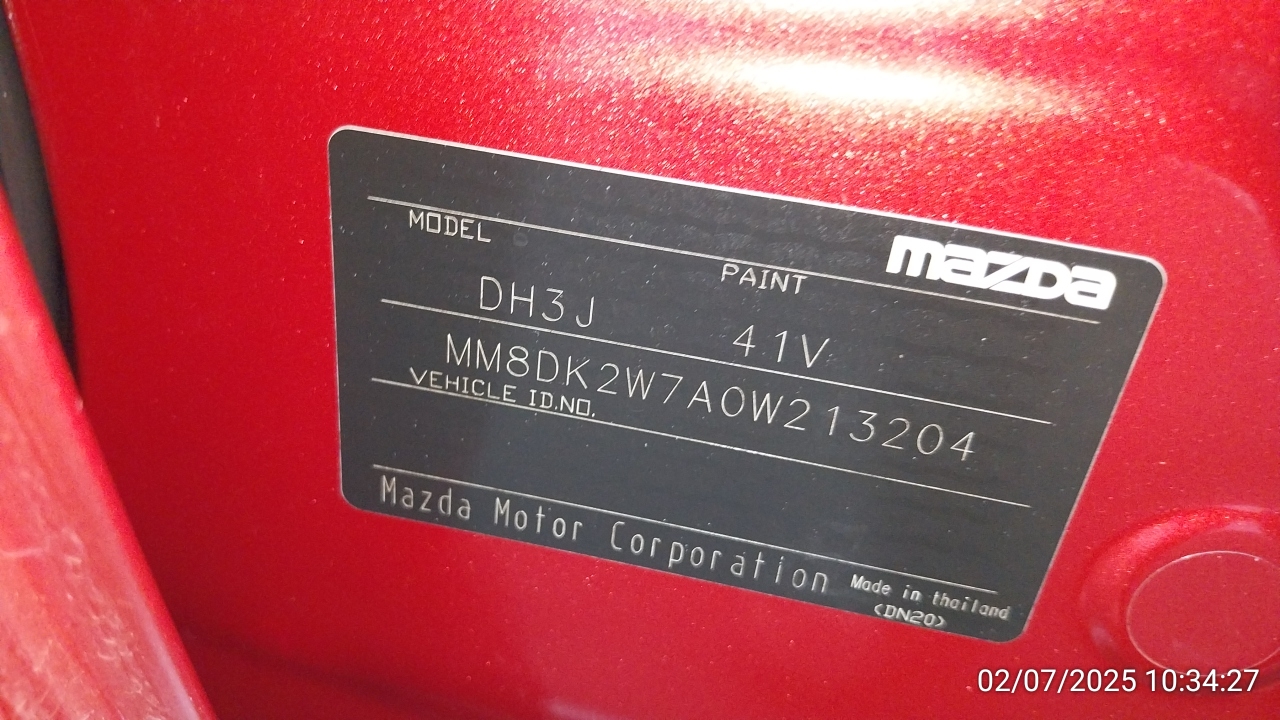 mazda
MODEL PAINT
DH3J 41V
MM8DK2W7A0W213204
VEHICLE ID.NO.
Mazda Motor Corporation
Made in thailand
(DN20)
02/07/2025 10:34:27